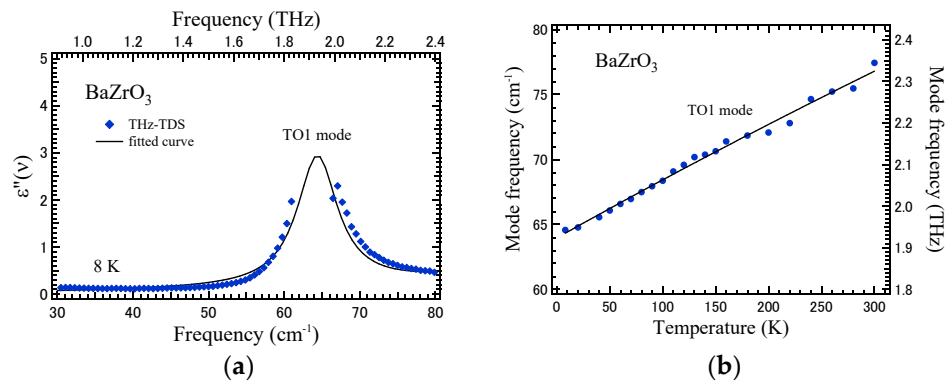 Frequency (THz)
1.0 1.2 1.4 1.6 1.8 2.0 2.2 2.4
5
4
3
2
1
0
ε"(ν)
BaZrO3
THz-TDS
fitted curve
TO1 mode
8 K
30 40 50 60 70 80
Frequency (cm-1)
(a)
80
75
70
65
60
Mode frequency (cm-1)
BaZrO3
TO1 mode
2.4
2.3
2.2
2.1
2.0
1.9
1.8
Mode frequency (THz)
0 50 100 150 200 250 300
Temperature (K)
(b)